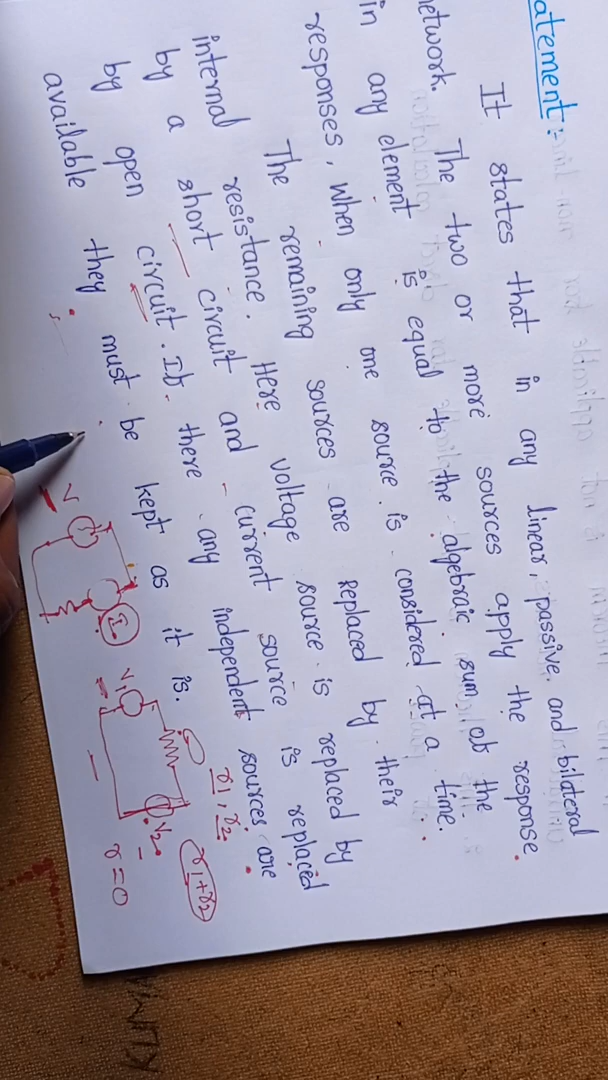 atement:
It states that in any linear, passive and bilateral
network. The two or more sources apply the response
in any element is equal to the algebraic sum of the
responses, when only one source is considered at a time.
The remaining sources are replaced by their
internal resistance. Here voltage source is replaced by
by a short circuit and current source is replaced
by open circuit. If there any independent sources are
available they must be kept as it is.
V
I
V1
V2
r1, r2
r1+r2
r=0
KUMA